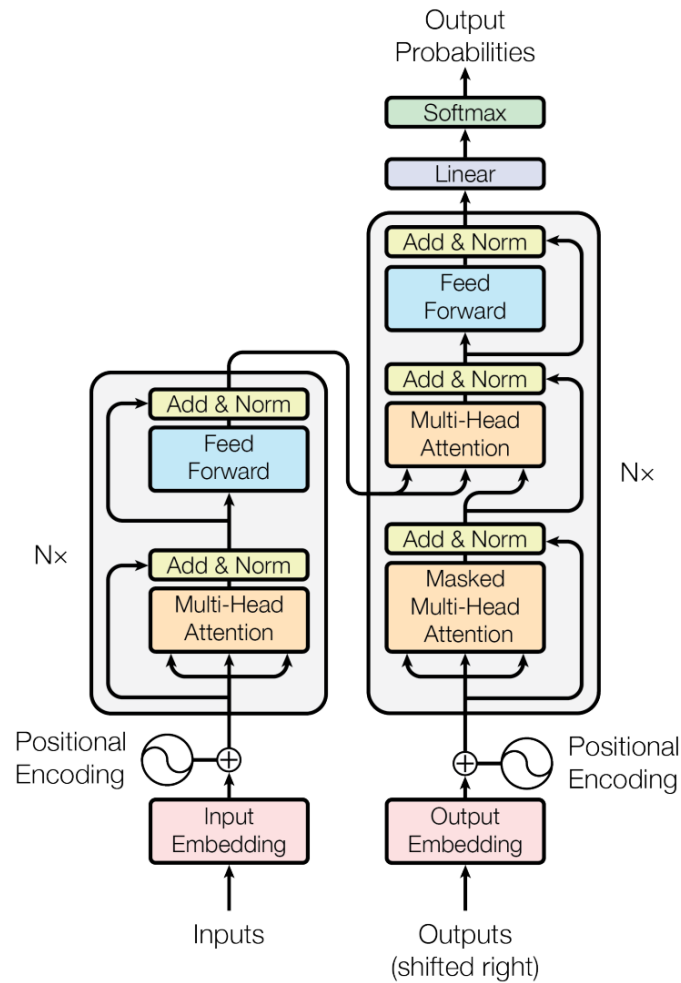 Output
Probabilities
Softmax
Linear
Add & Norm
Feed
Forward
Add & Norm
Multi-Head
Attention
Add & Norm
Masked
Multi-Head
Attention
Nx
Add & Norm
Feed
Forward
Add & Norm
Multi-Head
Attention
Nx
Positional
Encoding
Positional
Encoding
Input
Embedding
Output
Embedding
Inputs
Outputs
(shifted right)